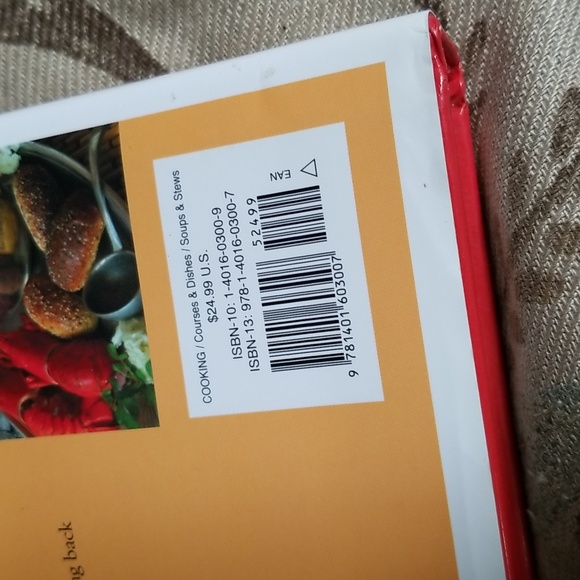 COOKING / Courses & Dishes / Soups & Stews
$24.99 U.S.
ISBN-10: 1-4016-0300-9
ISBN-13: 978-1-4016-0300-7
52499
EAN
9 781401 603007
back